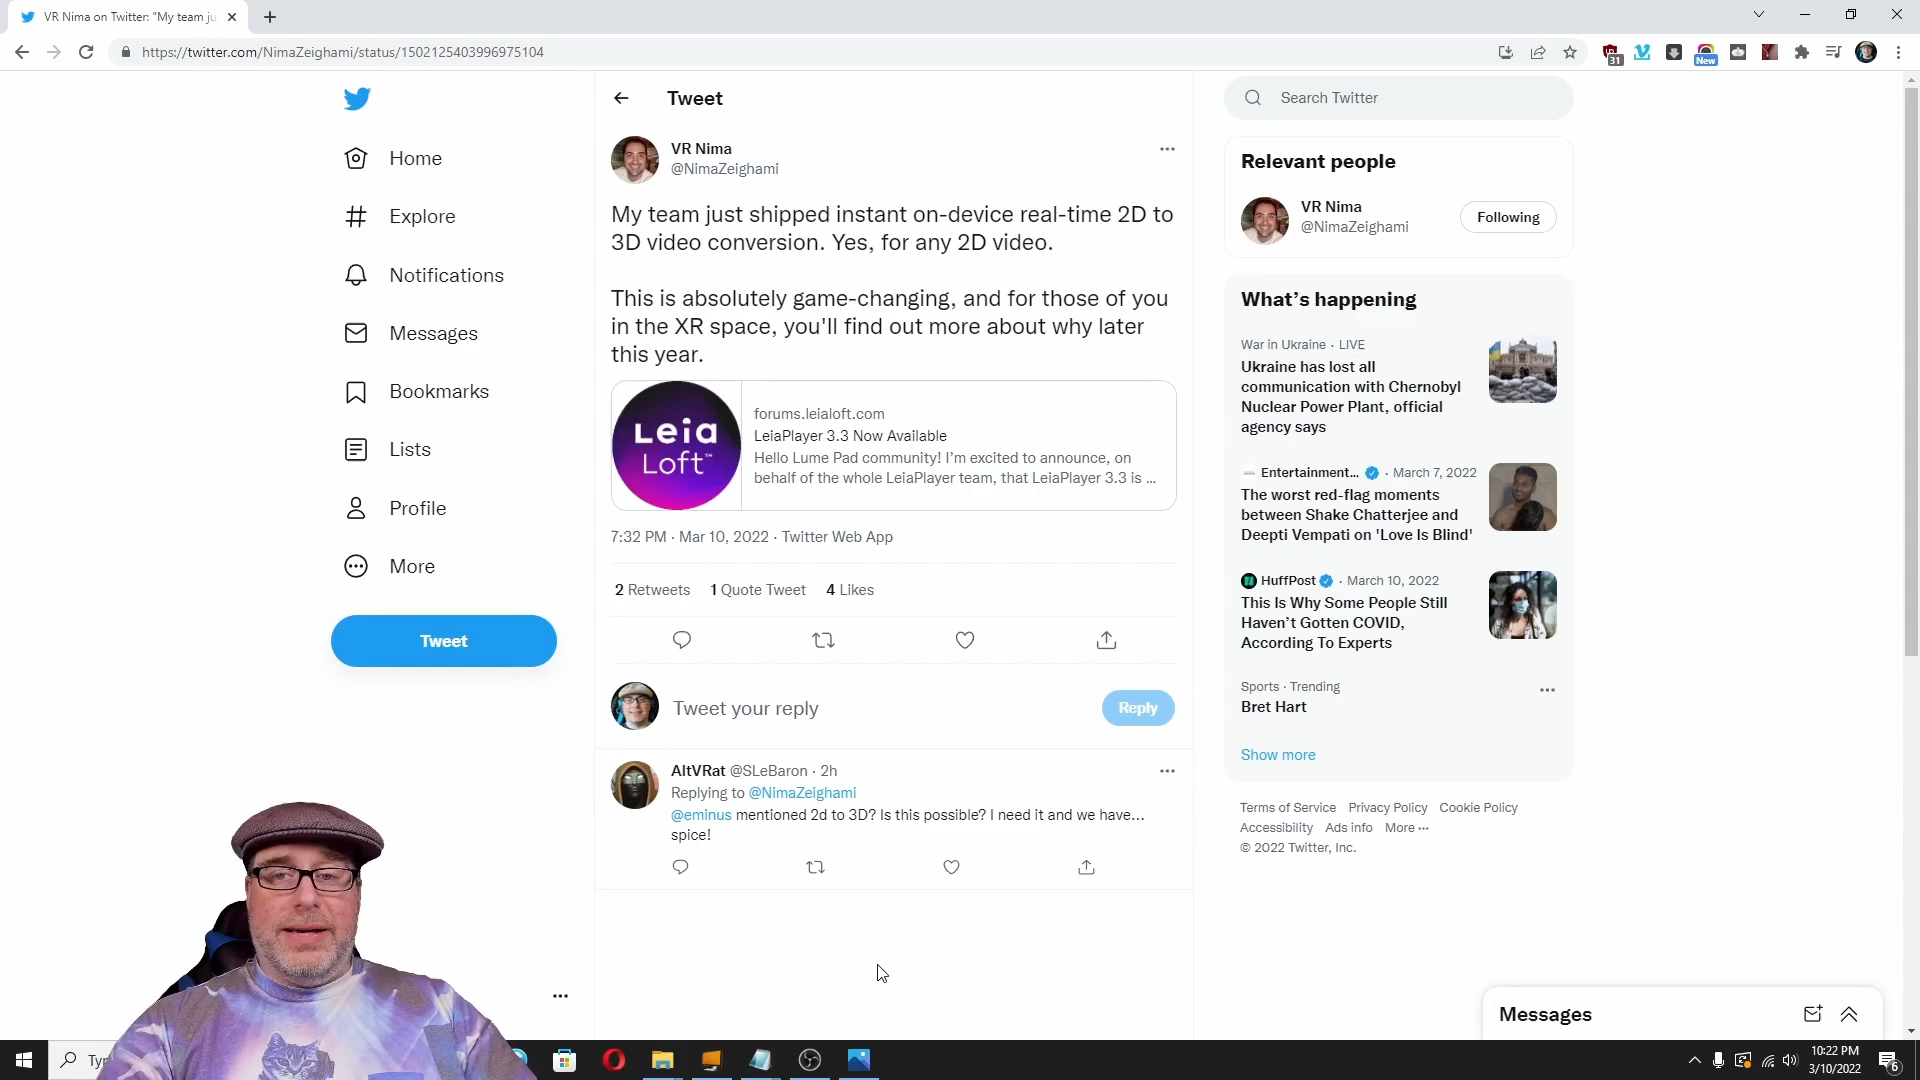 VR Nima on Twitter: "My team ju
https://twitter.com/NimaZeighami/status/1502125403996975104
31
New
Home
Explore
Notifications
Messages
Bookmarks
Lists
Profile
More
Tweet
Tweet
VR Nima
@NimaZeighami
My team just shipped instant on-device real-time 2D to
3D video conversion. Yes, for any 2D video.
This is absolutely game-changing, and for those of you
in the XR space, you'll find out more about why later
this year.
Leia
Loft™
forums.leialoft.com
LeiaPlayer 3.3 Now Available
Hello Lume Pad community! I'm excited to announce, on
behalf of the whole LeiaPlayer team, that LeiaPlayer 3.3 is ...
7:32 PM · Mar 10, 2022 · Twitter Web App
2 Retweets 1 Quote Tweet 4 Likes
Tweet your reply
Reply
AltVRat @SLeBaron · 2h
Replying to @NimaZeighami
@eminus mentioned 2d to 3D? Is this possible? I need it and we have...
spice!
Search Twitter
Relevant people
VR Nima
@NimaZeighami
Following
What's happening
War in Ukraine · LIVE
Ukraine has lost all
communication with Chernobyl
Nuclear Power Plant, official
agency says
Entertainment... · March 7, 2022
The worst red-flag moments
between Shake Chatterjee and
Deepti Vempati on 'Love Is Blind'
HuffPost · March 10, 2022
This Is Why Some People Still
Haven't Gotten COVID,
According To Experts
Sports · Trending
Bret Hart
Show more
Terms of Service Privacy Policy Cookie Policy
Accessibility Ads info More ···
© 2022 Twitter, Inc.
Messages
Typ
10:22 PM
3/10/2022
6